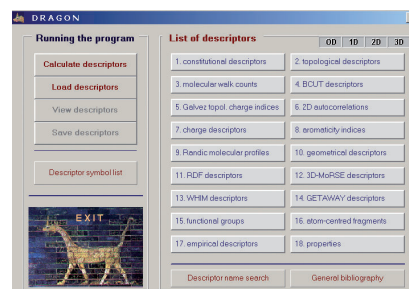 DRAGON
Running the program
Calculate descriptors
Load descriptors
View descriptors
Save descriptors
Descriptor symbol list
EXIT
List of descriptors
0D 1D 2D 3D
1. constitutional descriptors
2. topological descriptors
3. molecular walk counts
4. BCUT descriptors
5. Galvez topol. charge indices
6. 2D autocorrelations
7. charge descriptors
8. aromaticity indices
9. Randic molecular profiles
10. geometrical descriptors
11. RDF descriptors
12. 3D-MoRSE descriptors
13. WHIM descriptors
14. GETAWAY descriptors
15. functional groups
16. atom-centred fragments
17. empirical descriptors
18. properties
Descriptor name search
General bibliography